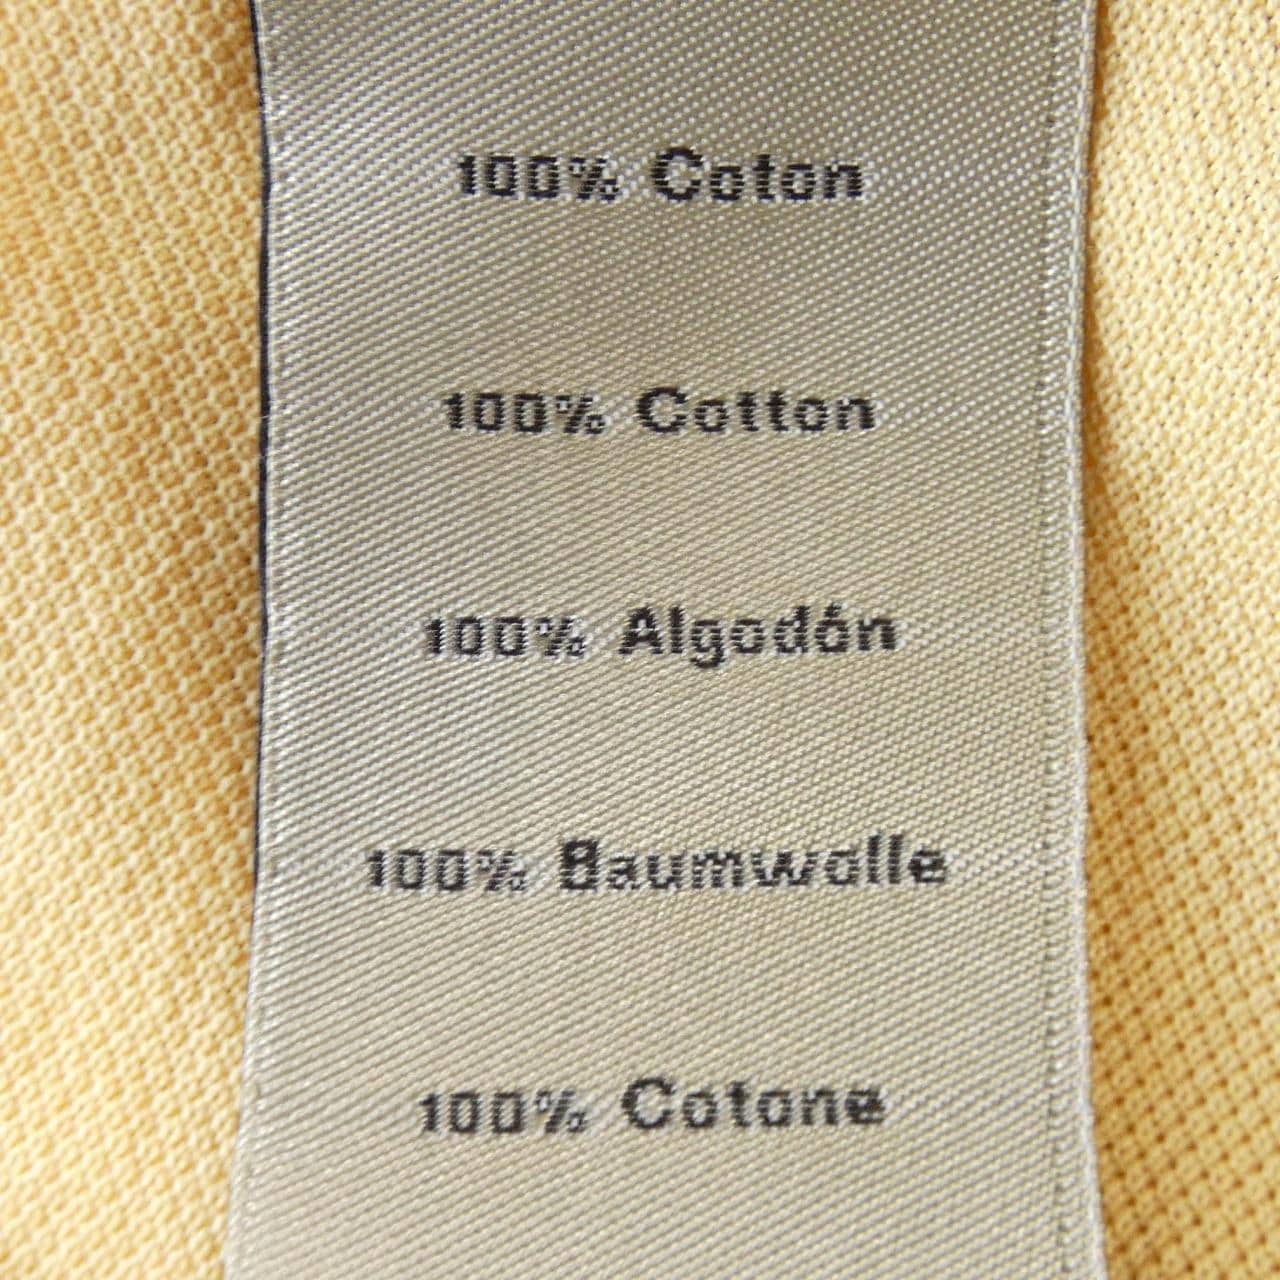 100% Coton
100% Cotton
100% Algodón
100% Baumwolle
100% Cotone